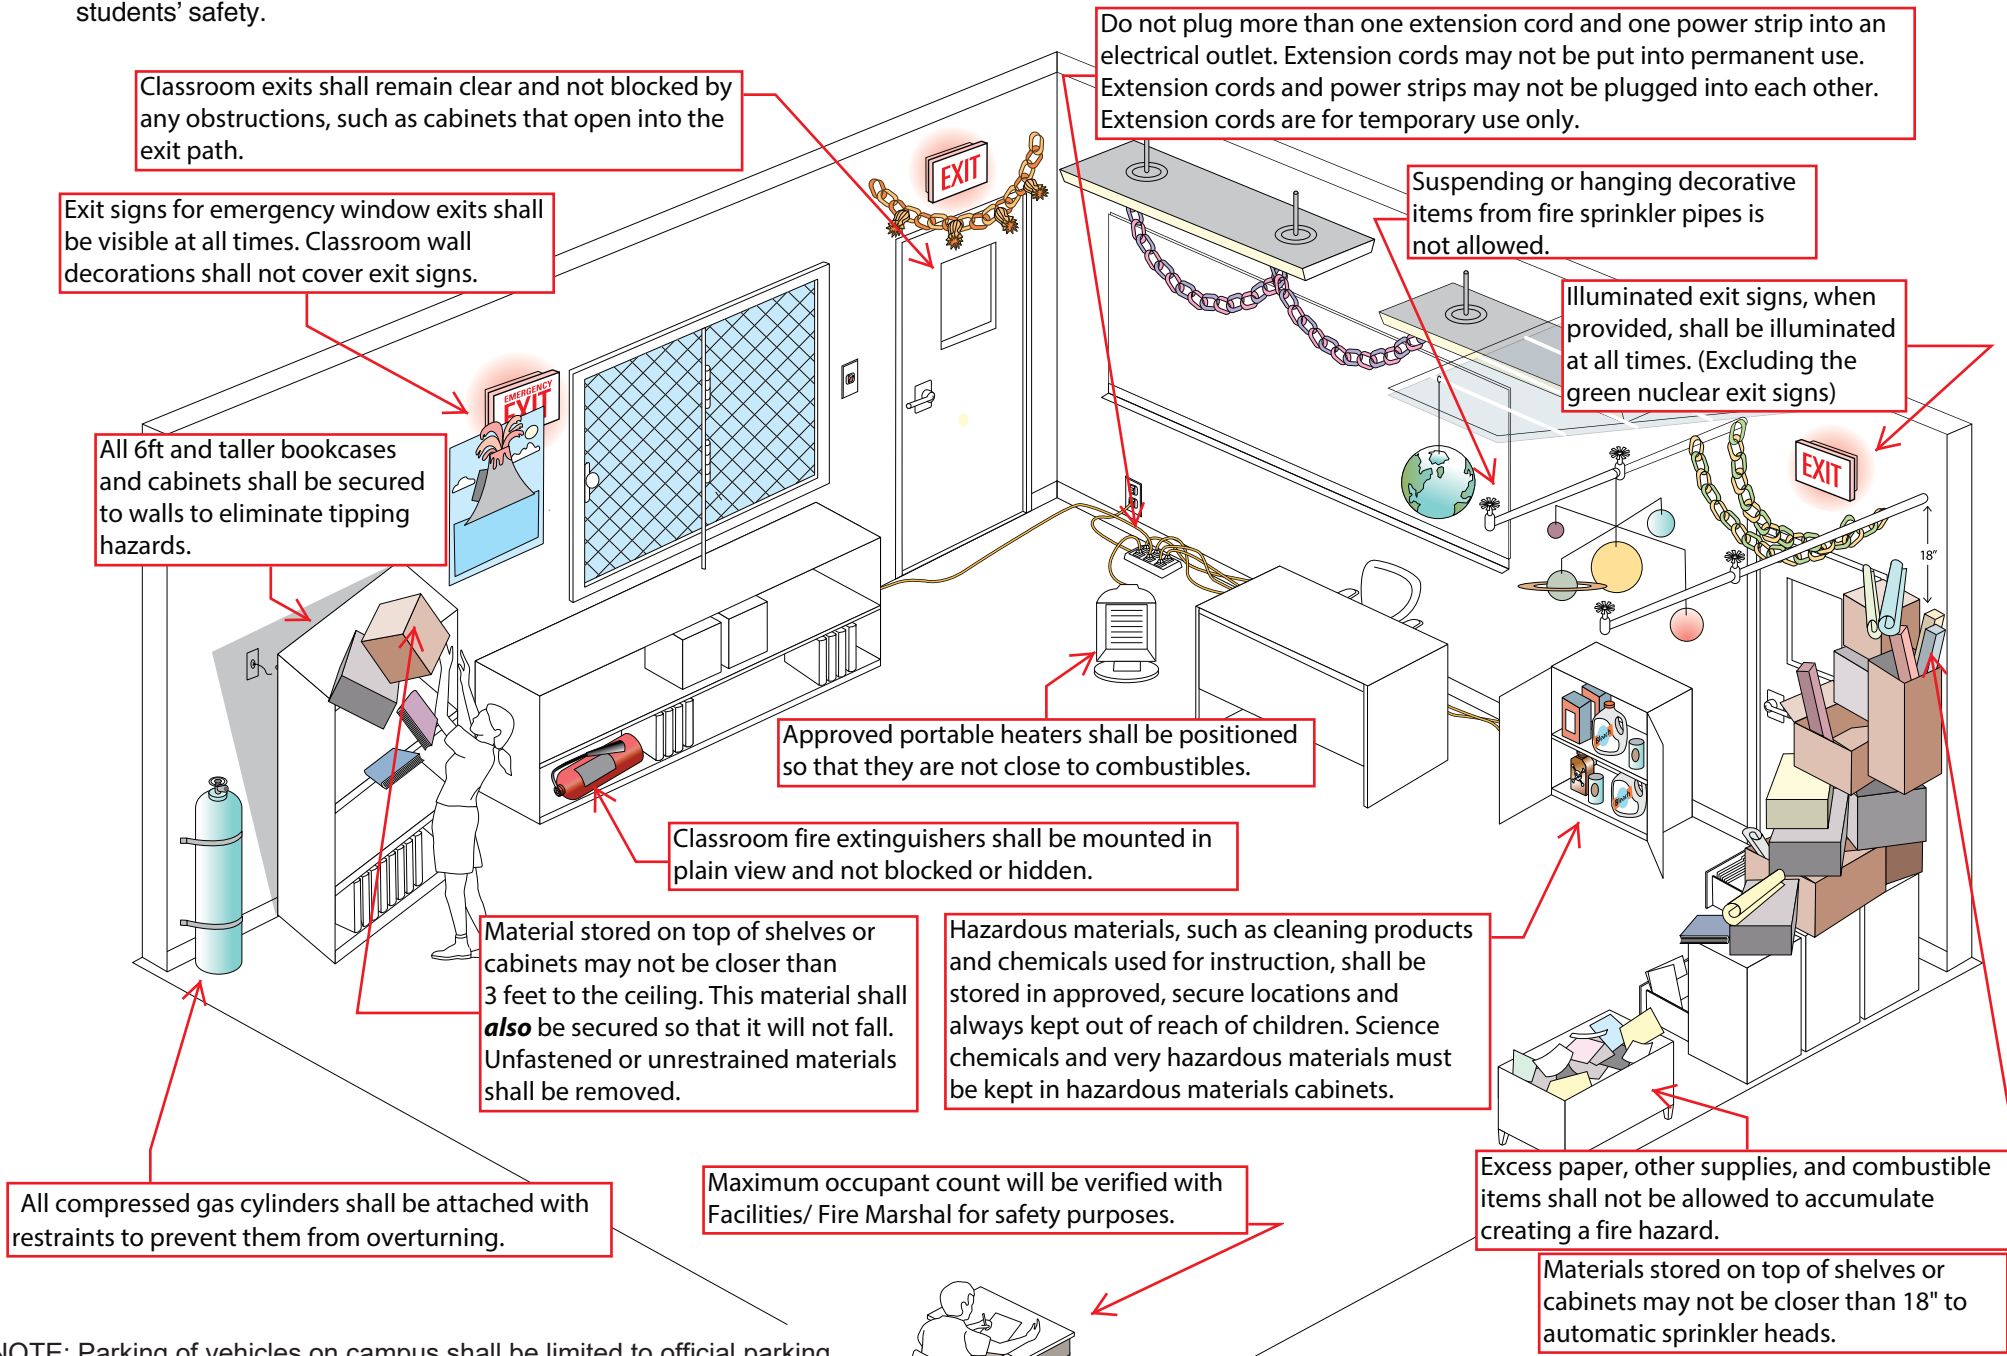 students’ safety.
Do not plug more than one extension cord and one power strip into an
electrical outlet. Extension cords may not be put into permanent use.
Extension cords and power strips may not be plugged into each other.
Extension cords are for temporary use only.
Classroom exits shall remain clear and not blocked by
any obstructions, such as cabinets that open into the
exit path.
EXIT
Suspending or hanging decorative
items from fire sprinkler pipes is
not allowed.
Exit signs for emergency window exits shall
be visible at all times. Classroom wall
decorations shall not cover exit signs.
Illuminated exit signs, when
provided, shall be illuminated
at all times. (Excluding the
green nuclear exit signs)
EMERGENCY
EXIT
All 6ft and taller bookcases
and cabinets shall be secured
to walls to eliminate tipping
hazards.
EXIT
18"
Approved portable heaters shall be positioned
so that they are not close to combustibles.
Bleach
Bleach
Classroom fire extinguishers shall be mounted in
plain view and not blocked or hidden.
Material stored on top of shelves or
cabinets may not be closer than
3 feet to the ceiling. This material shall
also be secured so that it will not fall.
Unfastened or unrestrained materials
shall be removed.
Hazardous materials, such as cleaning products
and chemicals used for instruction, shall be
stored in approved, secure locations and
always kept out of reach of children. Science
chemicals and very hazardous materials must
be kept in hazardous materials cabinets.
All compressed gas cylinders shall be attached with
restraints to prevent them from overturning.
Maximum occupant count will be verified with
Facilities/ Fire Marshal for safety purposes.
Excess paper, other supplies, and combustible
items shall not be allowed to accumulate
creating a fire hazard.
Materials stored on top of shelves or
cabinets may not be closer than 18" to
automatic sprinkler heads.
NOTE: Parking of vehicles on campus shall be limited to official parking